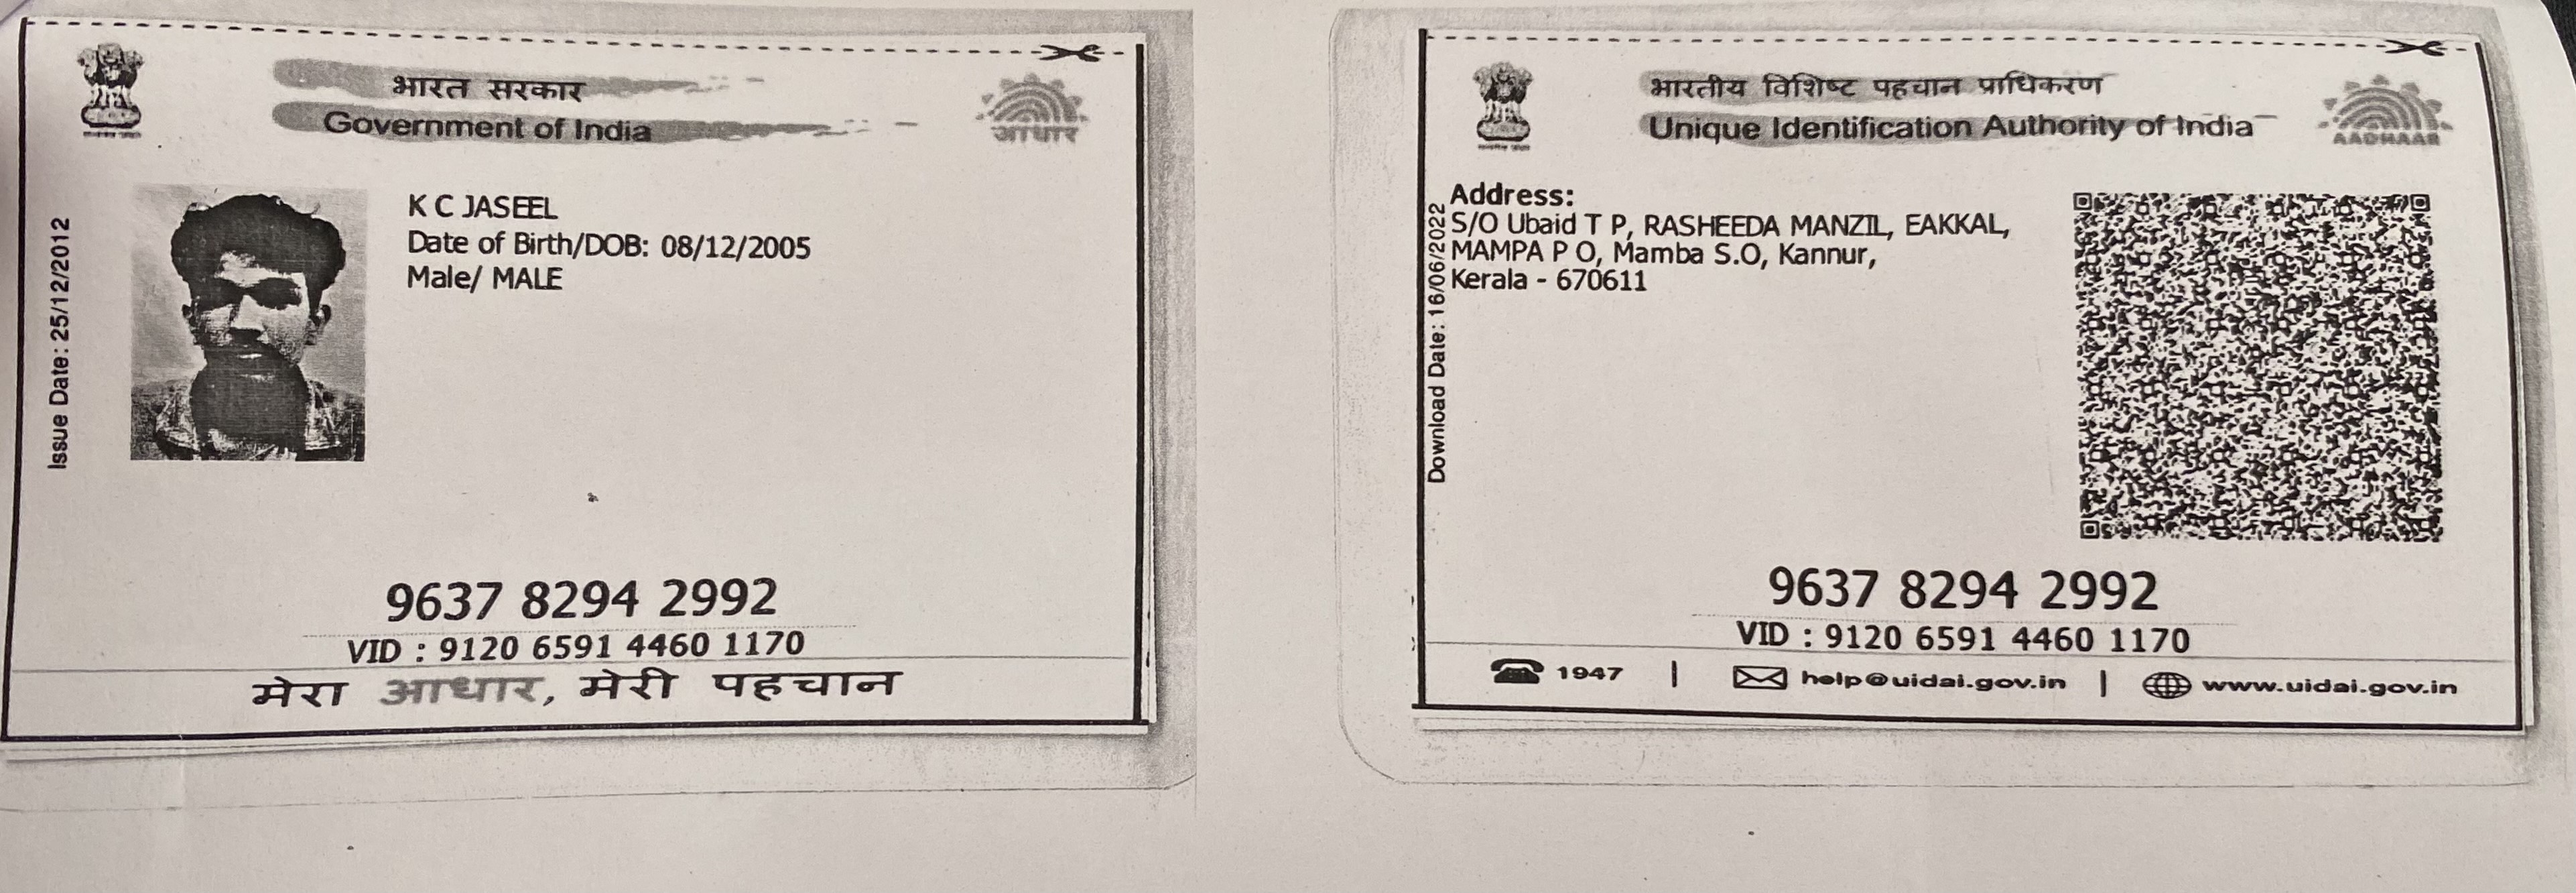 भारत सरकार
Government of India
आधार
Issue Date: 25/12/2012
K C JASEEL
Date of Birth/DOB: 08/12/2005
Male/ MALE
9637 8294 2992
VID : 9120 6591 4460 1170
मेरा आधार, मेरी पहचान
भारतीय विशिष्ट पहचान प्राधिकरण
Unique Identification Authority of India
AADHAAR
Download Date: 16/06/2022
Address:
S/O Ubaid T P, RASHEEDA MANZIL, EAKKAL,
MAMPA P O, Mamba S.O, Kannur,
Kerala - 670611
9637 8294 2992
VID : 9120 6591 4460 1170
1947 | help@uidai.gov.in | www.uidai.gov.in